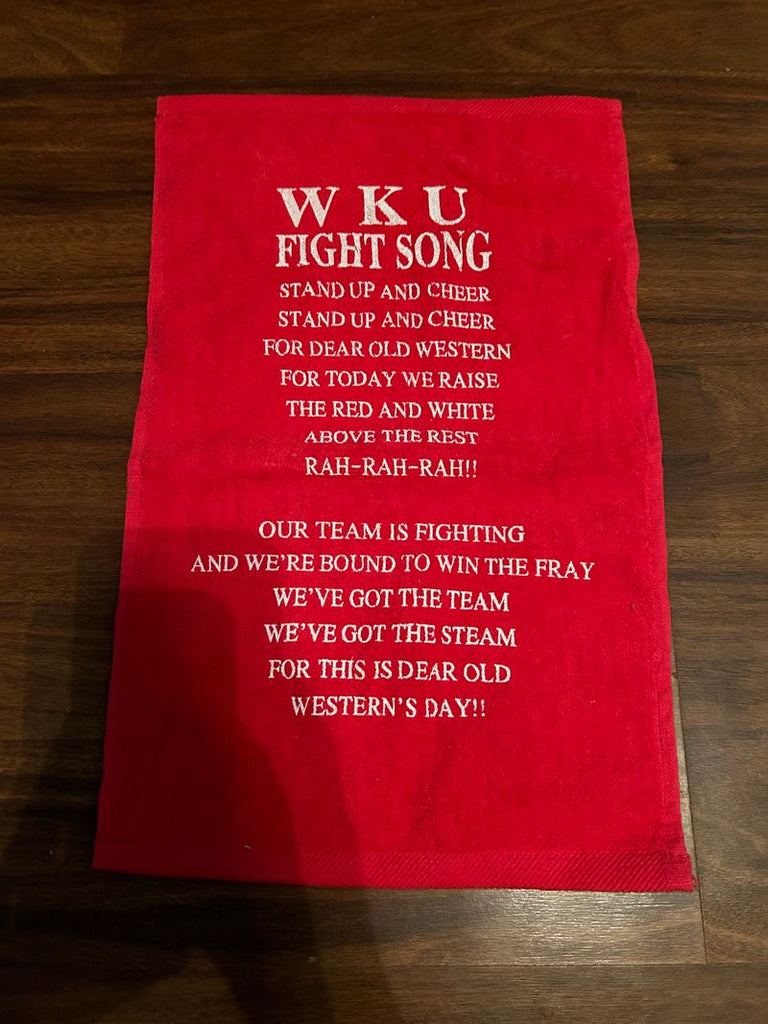 WKU
FIGHT SONG
STAND UP AND CHEER
STAND UP AND CHEER
FOR DEAR OLD WESTERN
FOR TODAY WE RAISE
THE RED AND WHITE
ABOVE THE REST
RAH-RAH-RAH!!
OUR TEAM IS FIGHTING
AND WE'RE BOUND TO WIN THE FRAY
WE'VE GOT THE TEAM
WE'VE GOT THE STEAM
FOR THIS IS DEAR OLD
WESTERN'S DAY!!